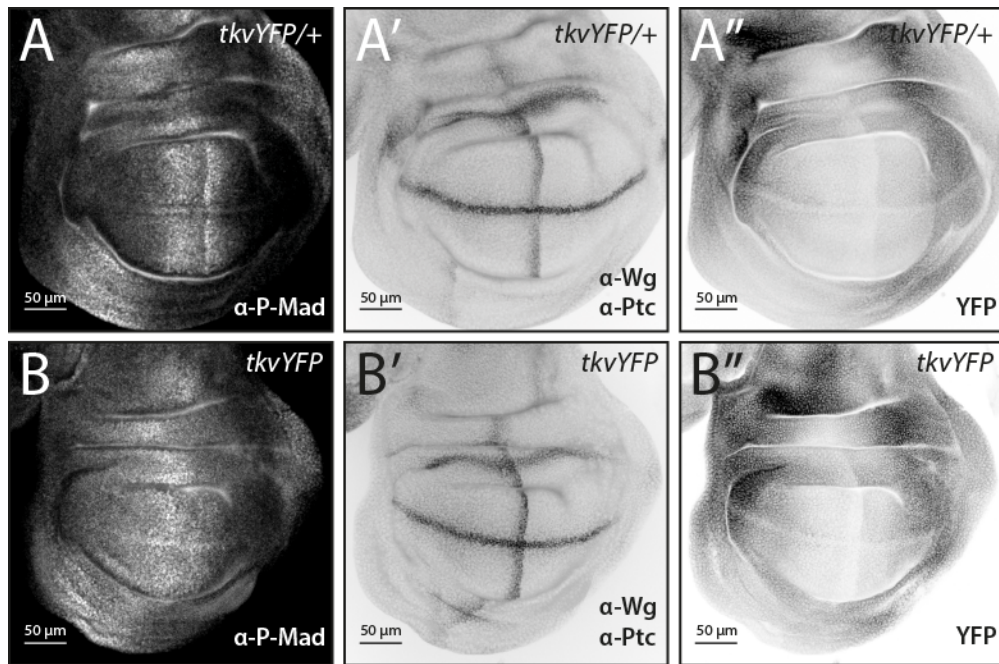 A
tkvYFP/+
50 µm
α-P-Mad
A'
tkvYFP/+
50 µm
α-Wg
α-Ptc
A''
tkvYFP/+
50 µm
YFP
B
tkvYFP
50 µm
α-P-Mad
B'
tkvYFP
50 µm
α-Wg
α-Ptc
B''
tkvYFP
50 µm
YFP